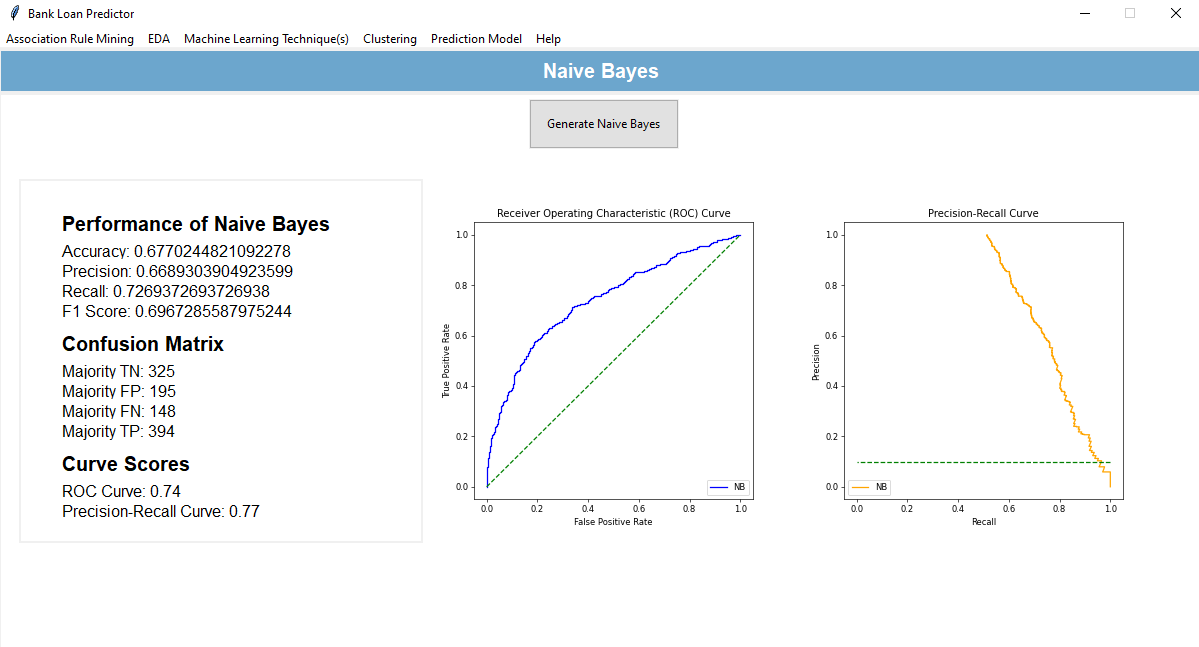 Bank Loan Predictor
Association Rule Mining EDA Machine Learning Technique(s) Clustering Prediction Model Help
Naive Bayes
Generate Naive Bayes
Performance of Naive Bayes
Accuracy: 0.6770244821092278
Precision: 0.6689303904923599
Recall: 0.7269372693726938
F1 Score: 0.6967285587975244
Confusion Matrix
Majority TN: 325
Majority FP: 195
Majority FN: 148
Majority TP: 394
Curve Scores
ROC Curve: 0.74
Precision-Recall Curve: 0.77
Receiver Operating Characteristic (ROC) Curve
True Positive Rate
1.0
0.8
0.6
0.4
0.2
0.0
NB
0.0 0.2 0.4 0.6 0.8 1.0
False Positive Rate
Precision-Recall Curve
Precision
1.0
0.8
0.6
0.4
0.2
0.0
NB
0.0 0.2 0.4 0.6 0.8 1.0
Recall